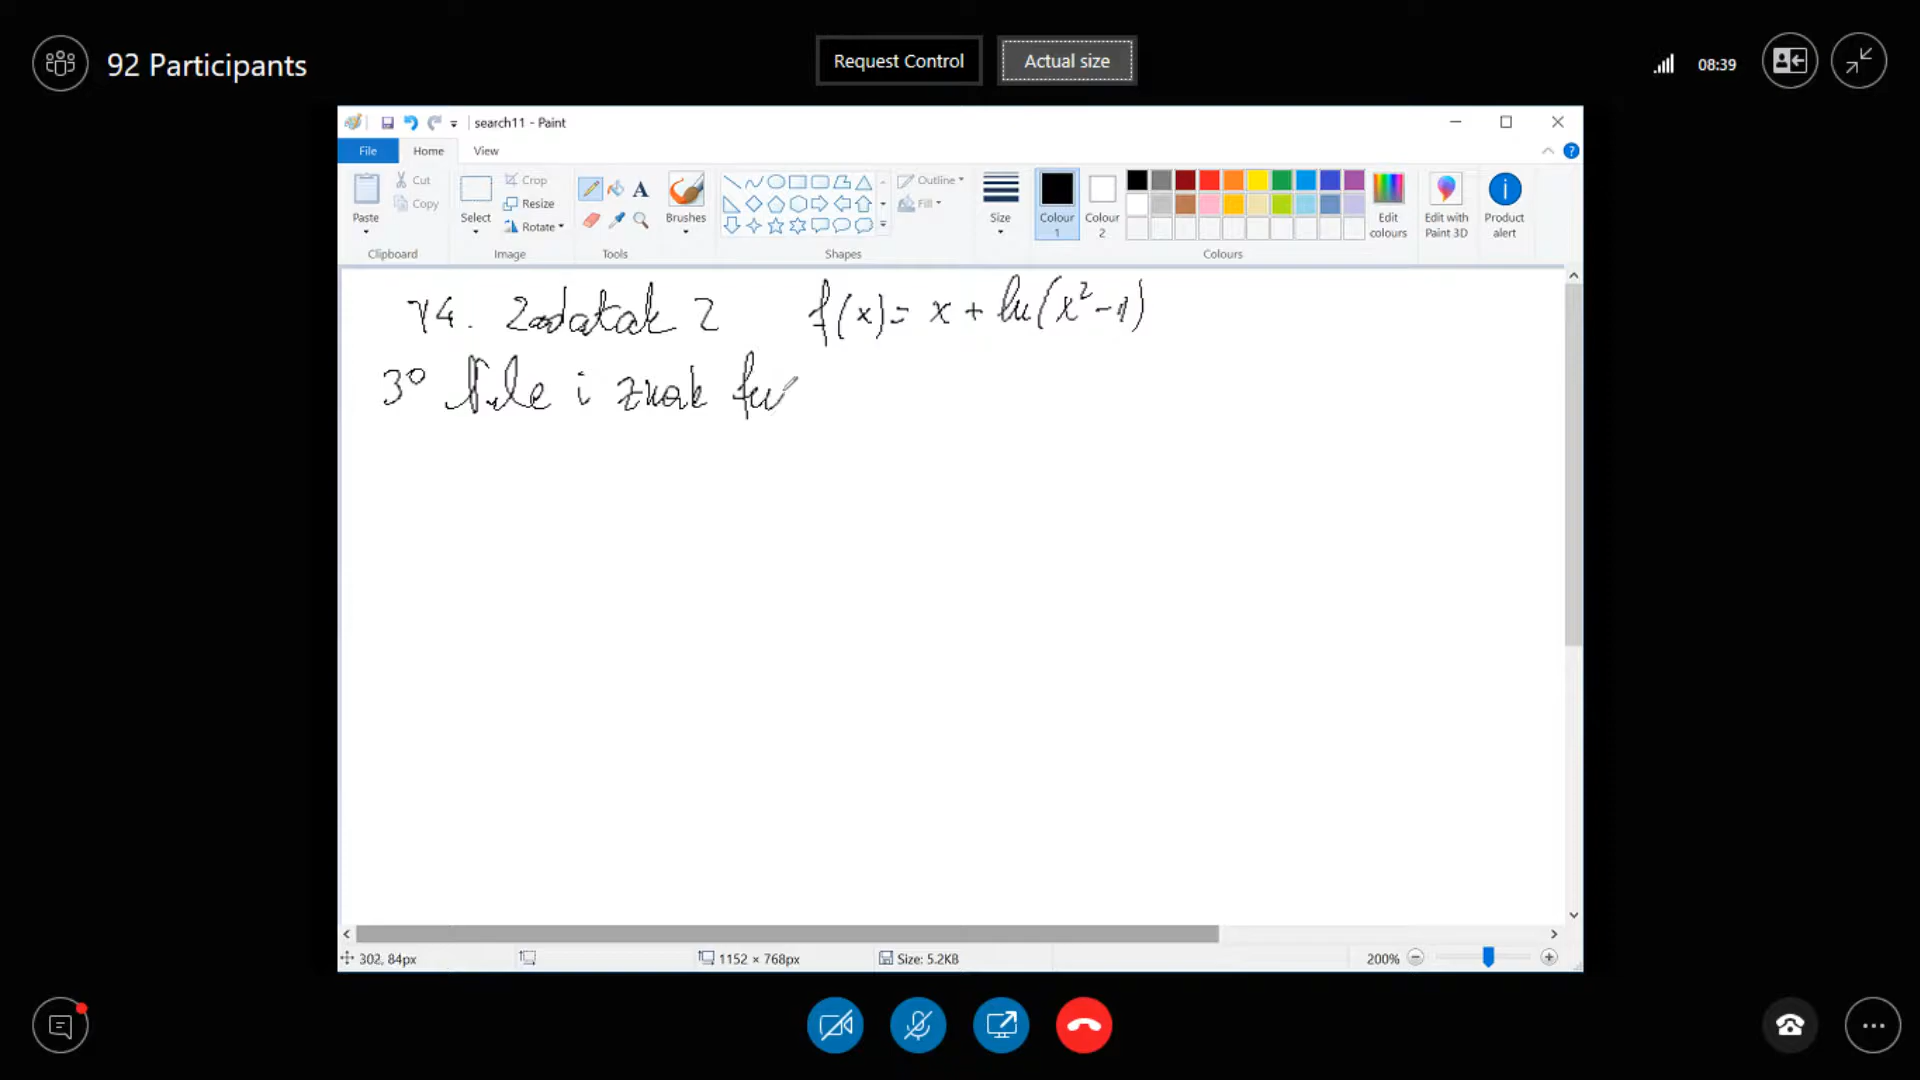 92 Participants
Request Control
Actual size
08:39
search11 - Paint
File
Home
View
Paste
Cut
Copy
Clipboard
Select
Crop
Resize
Rotate
Image
A
Tools
Brushes
Shapes
Outline
Fill
Size
Colour 1
Colour 2
Edit colours
Colours
Edit with Paint 3D
Product alert
V4. Zadatak 2 f(x) = x + ln(x²-1)
3° Nule i znak fu
302, 84px
1152 × 768px
Size: 5.2KB
200%